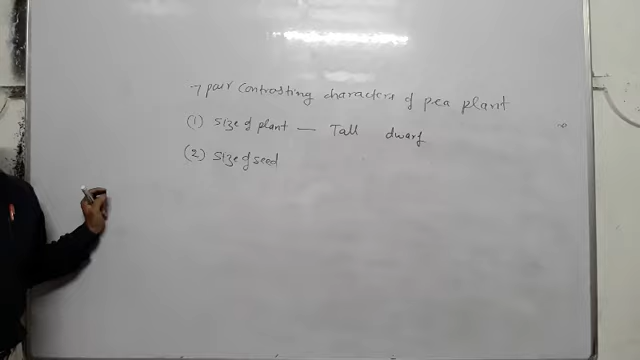 7 pair Contrasting characters of pea plant
(1) Size of plant — Tall dwarf
(2) Size of seed